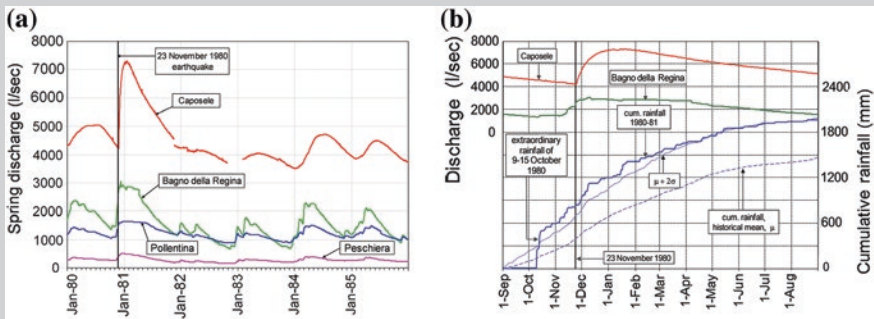 (a)
Spring discharge (l/sec)
8000
7000
6000
5000
4000
3000
2000
1000
0
23 November 1980
earthquake
Caposele
Bagno della Regina
Pollentina
Peschiera
Jan-80
Jan-81
Jan-82
Jan-83
Jan-84
Jan-85
(b)
Discharge (l/sec)
8000
6000
4000
2000
0
Caposele
Bagno della Regina
cum. rainfall
1980-81
extraordinary
rainfall of
9-15 October
1980
μ + 2σ
cum. rainfall,
historical mean, μ
23 November 1980
2400
1800
1200
600
0
Cumulative rainfall (mm)
1-Sep
1-Oct
1-Nov
1-Dec
1-Jan
1-Feb
1-Mar
1-Apr
1-May
1-Jun
1-Jul
1-Aug